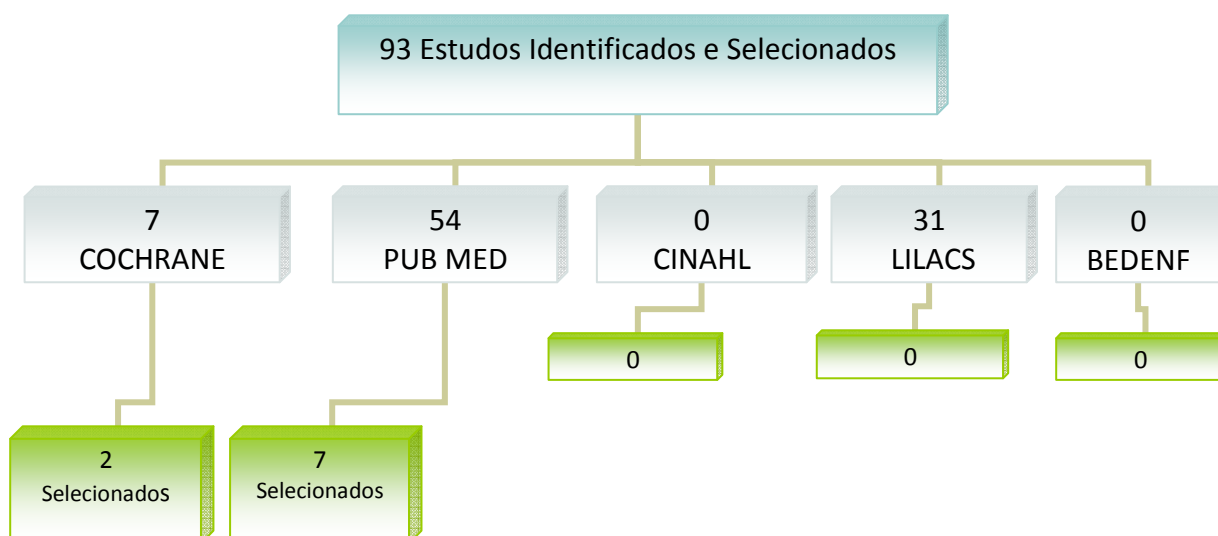 93 Estudos Identificados e Selecionados
7
COCHRANE
54
PUB MED
0
CINAHL
31
LILACS
0
BEDENF
0
0
0
2
Selecionados
7
Selecionados